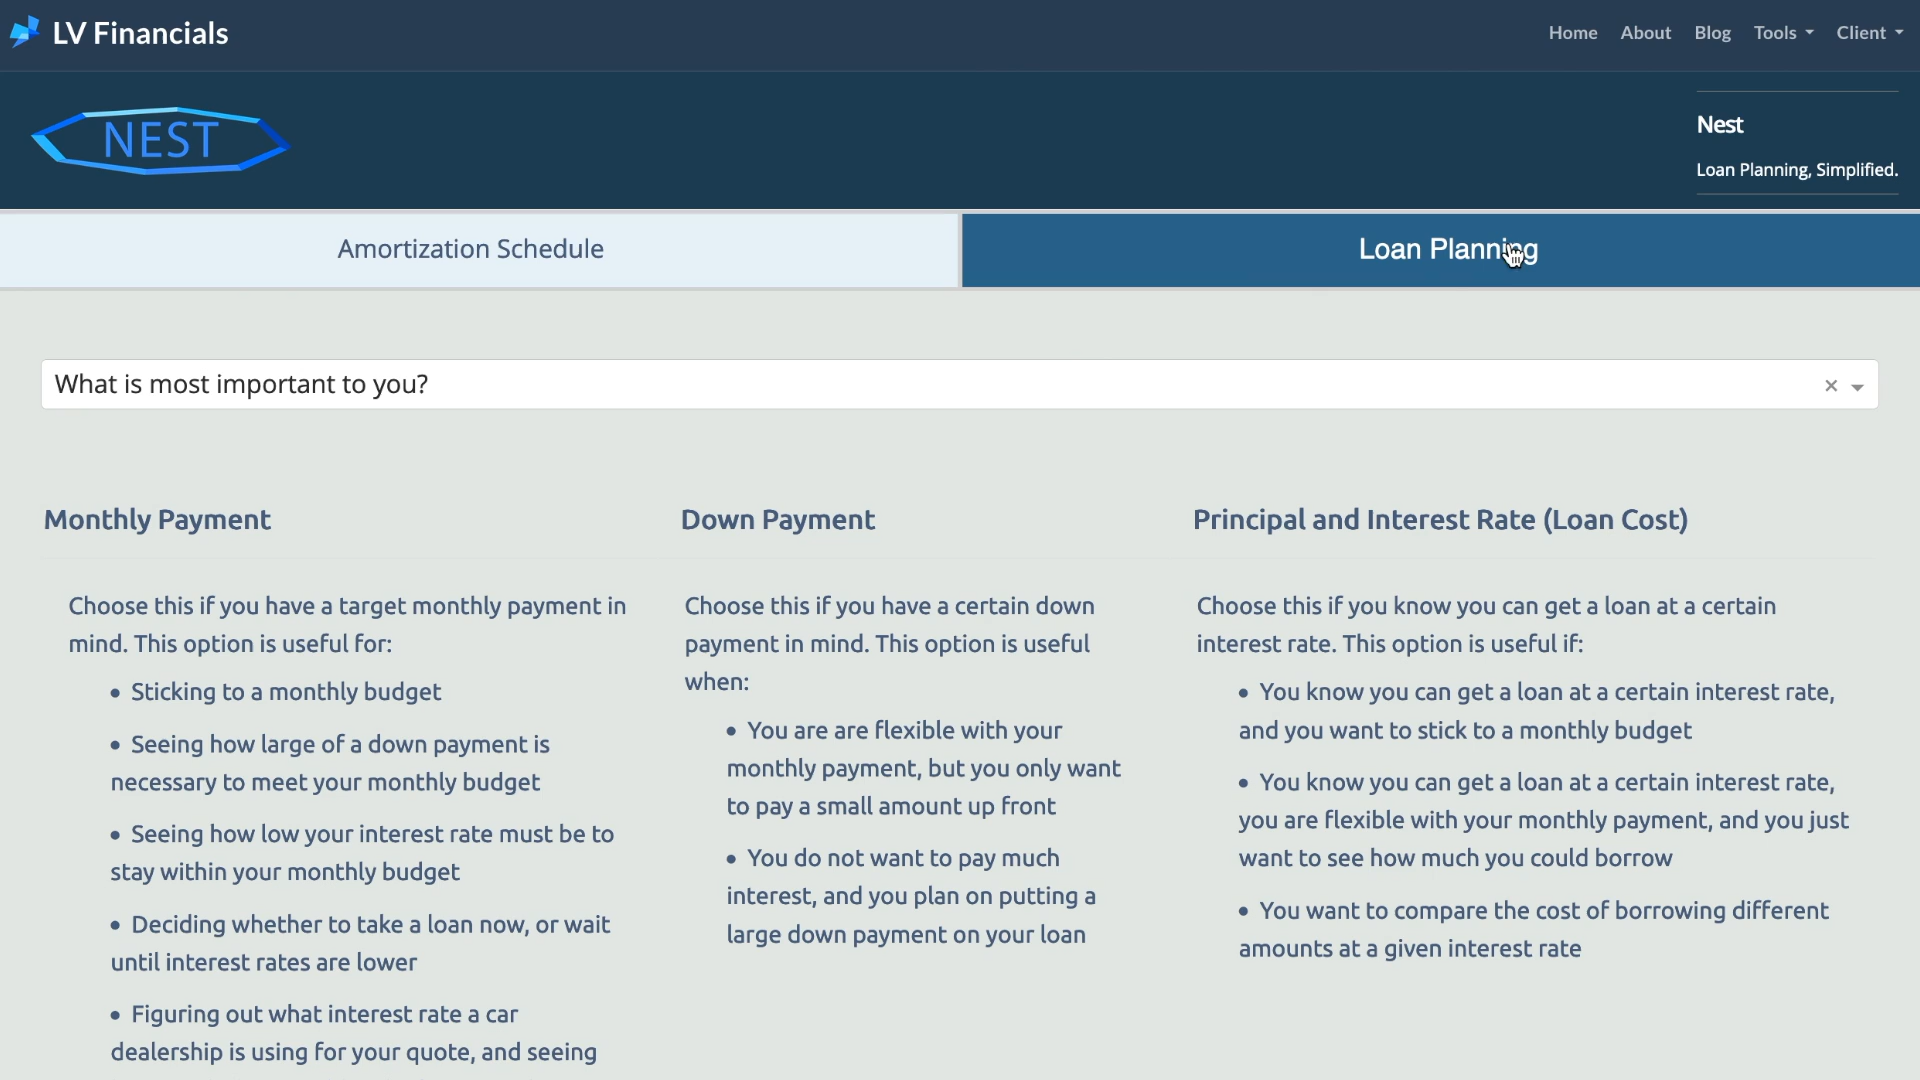 LV Financials
Home About Blog Tools Client
NEST
Nest
Loan Planning, Simplified.
Amortization Schedule
Loan Planning
What is most important to you?
Monthly Payment
Choose this if you have a target monthly payment in
mind. This option is useful for:
• Sticking to a monthly budget
• Seeing how large of a down payment is
necessary to meet your monthly budget
• Seeing how low your interest rate must be to
stay within your monthly budget
• Deciding whether to take a loan now, or wait
until interest rates are lower
• Figuring out what interest rate a car
dealership is using for your quote, and seeing
Down Payment
Choose this if you have a certain down
payment in mind. This option is useful
when:
• You are are flexible with your
monthly payment, but you only want
to pay a small amount up front
• You do not want to pay much
interest, and you plan on putting a
large down payment on your loan
Principal and Interest Rate (Loan Cost)
Choose this if you know you can get a loan at a certain
interest rate. This option is useful if:
• You know you can get a loan at a certain interest rate,
and you want to stick to a monthly budget
• You know you can get a loan at a certain interest rate,
you are flexible with your monthly payment, and you just
want to see how much you could borrow
• You want to compare the cost of borrowing different
amounts at a given interest rate